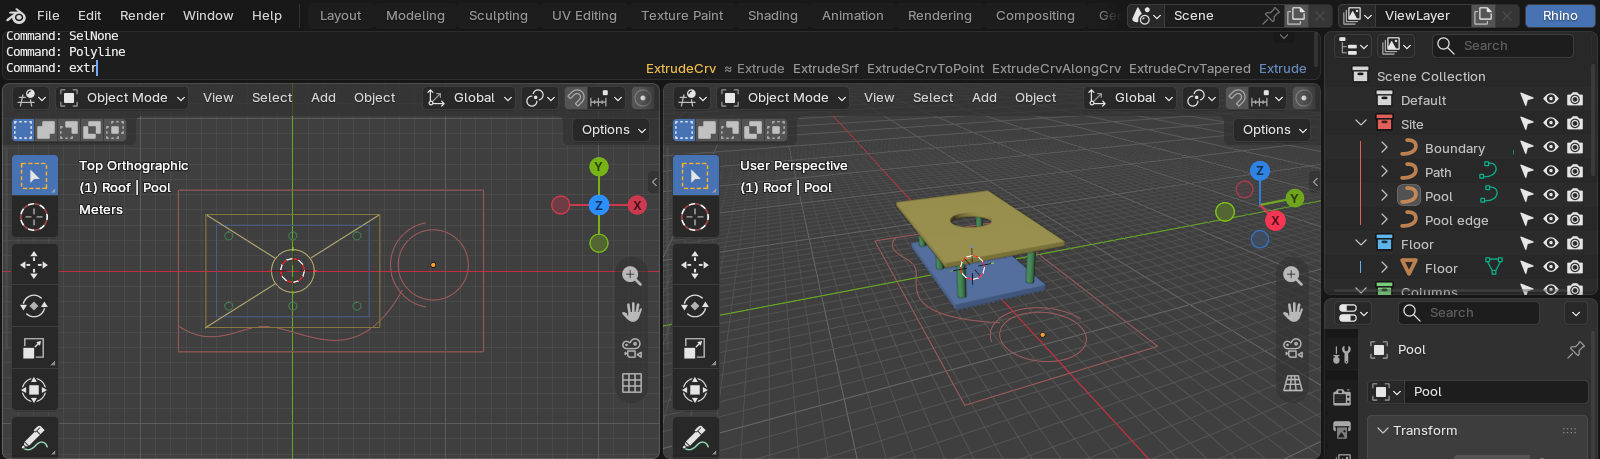 File Edit Render Window Help Layout Modeling Sculpting UV Editing Texture Paint Shading Animation Rendering Compositing Ge Scene ViewLayer Rhino
Command: SelNone
Command: Polyline
Command: extr
ExtrudeCrv ≈ Extrude ExtrudeSrf ExtrudeCrvToPoint ExtrudeCrvAlongCrv ExtrudeCrvTapered Extrude
Object Mode View Select Add Object Global
Options
Top Orthographic
(1) Roof | Pool
Meters
Y
Z
X
Object Mode View Select Add Object Global
Options
User Perspective
(1) Roof | Pool
Z
Y
X
Search
Scene Collection
Default
Site
Boundary
Path
Pool
Pool edge
Floor
Floor
Columns
Search
Pool
Pool
Transform